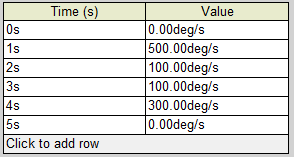 Time (s) Value
0s 0.00deg/s
1s 500.00deg/s
2s 100.00deg/s
3s 100.00deg/s
4s 300.00deg/s
5s 0.00deg/s
Click to add row